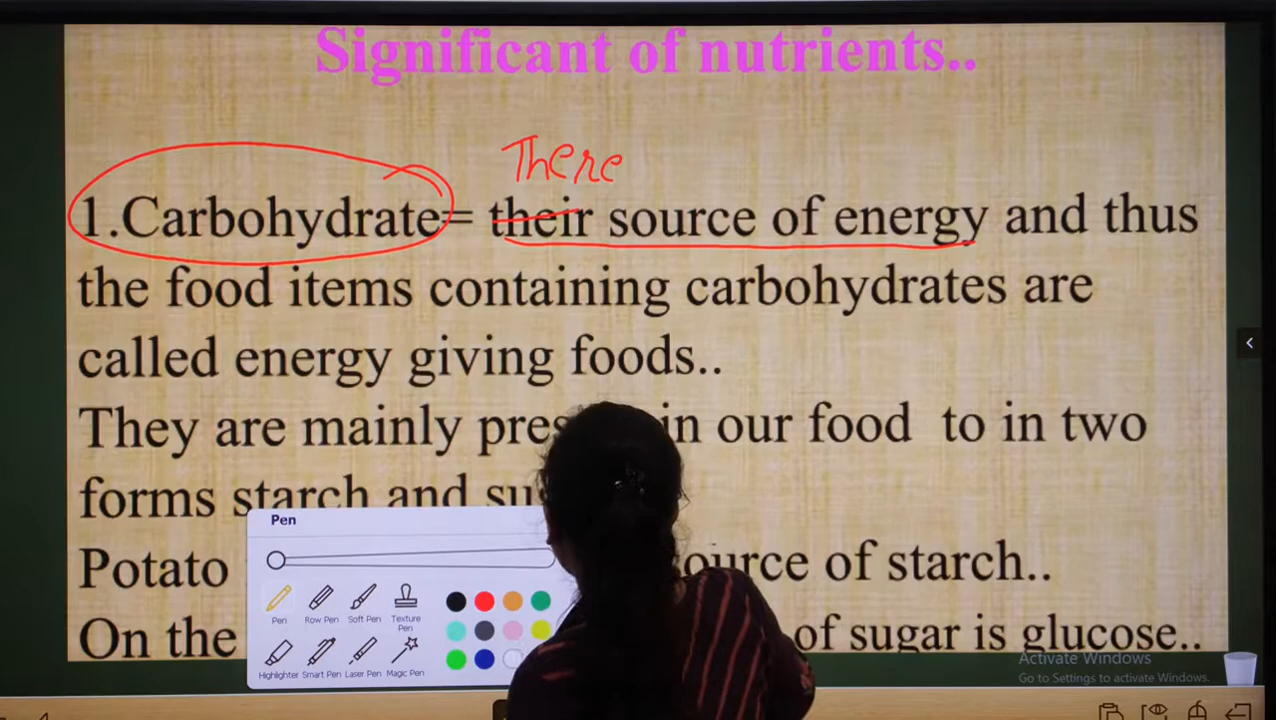 Significant of nutrients..
There
1.Carbohydrate= their source of energy and thus
the food items containing carbohydrates are
called energy giving foods..
They are mainly in our food to in two
forms starch and
Potato source of starch..
On the of sugar is glucose..
Pen
Pen Row Pen Soft Pen Texture Pen
Highlighter Smart Pen Laser Pen Magic Pen
Activate Windows
Go to Settings to activate Windows.